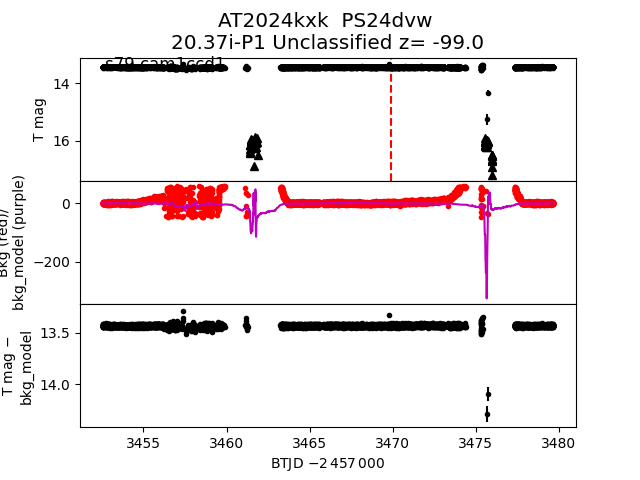 AT2024kxk  PS24dvw
20.37i-P1 Unclassified z= -99.0
s79 cam1ccd1
14
16
T mag
0
−200
Bkg (red)/
bkg_model (purple)
13.5
14.0
T mag −
bkg_model
3455 3460 3465 3470 3475 3480
BTJD −2 457 000